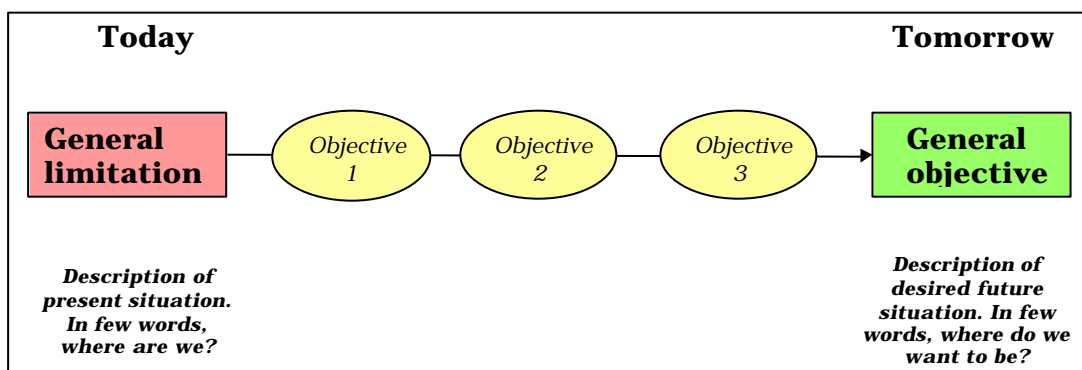 Today
Tomorrow
General
limitation
Objective
1
Objective
2
Objective
3
General
objective
Description of
present situation.
In few words,
where are we?
Description of
desired future
situation. In few
words, where do we
want to be?